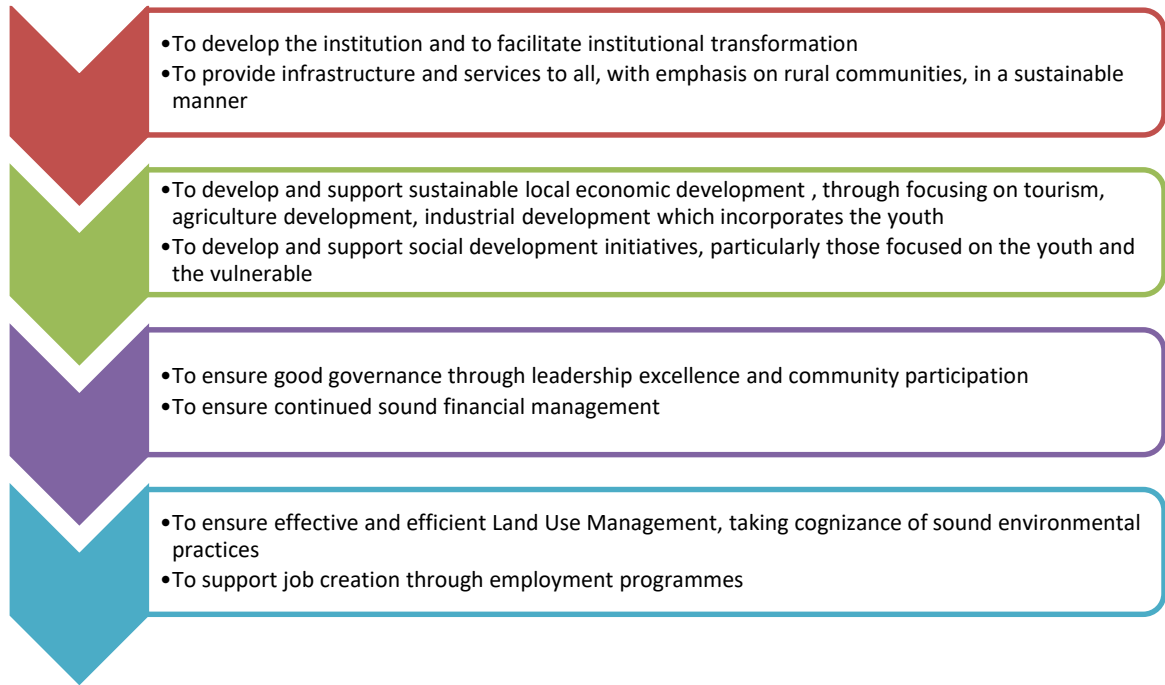 •To develop the institution and to facilitate institutional transformation
•To provide infrastructure and services to all, with emphasis on rural communities, in a sustainable
manner
•To develop and support sustainable local economic development , through focusing on tourism,
agriculture development, industrial development which incorporates the youth
•To develop and support social development initiatives, particularly those focused on the youth and
the vulnerable
•To ensure good governance through leadership excellence and community participation
•To ensure continued sound financial management
•To ensure effective and efficient Land Use Management, taking cognizance of sound environmental
practices
•To support job creation through employment programmes